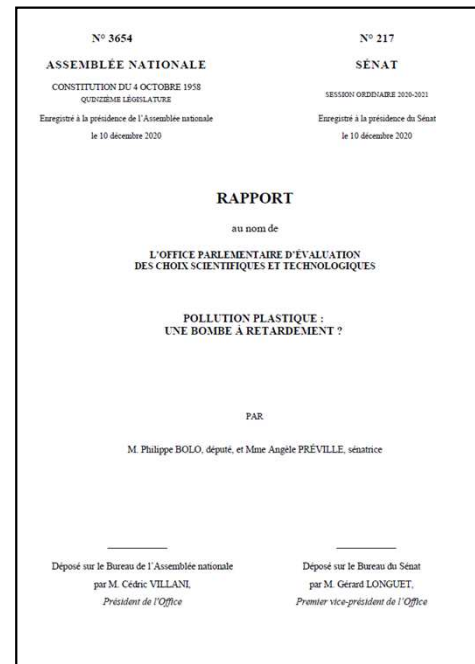 N° 3654
ASSEMBLÉE NATIONALE
CONSTITUTION DU 4 OCTOBRE 1958
QUINZIÈME LÉGISLATURE
Enregistré à la présidence de l'Assemblée nationale
le 10 décembre 2020
N° 217
SÉNAT
SESSION ORDINAIRE 2020-2021
Enregistré à la présidence du Sénat
le 10 décembre 2020
RAPPORT
au nom de
L'OFFICE PARLEMENTAIRE D'ÉVALUATION
DES CHOIX SCIENTIFIQUES ET TECHNOLOGIQUES
POLLUTION PLASTIQUE :
UNE BOMBE À RETARDEMENT ?
PAR
M. Philippe BOLO, député, et Mme Angèle PRÉVILLE, sénatrice
Déposé sur le Bureau de l'Assemblée nationale
par M. Cédric VILLANI,
Président de l'Office
Déposé sur le Bureau du Sénat
par M. Gérard LONGUET,
Premier vice-président de l'Office